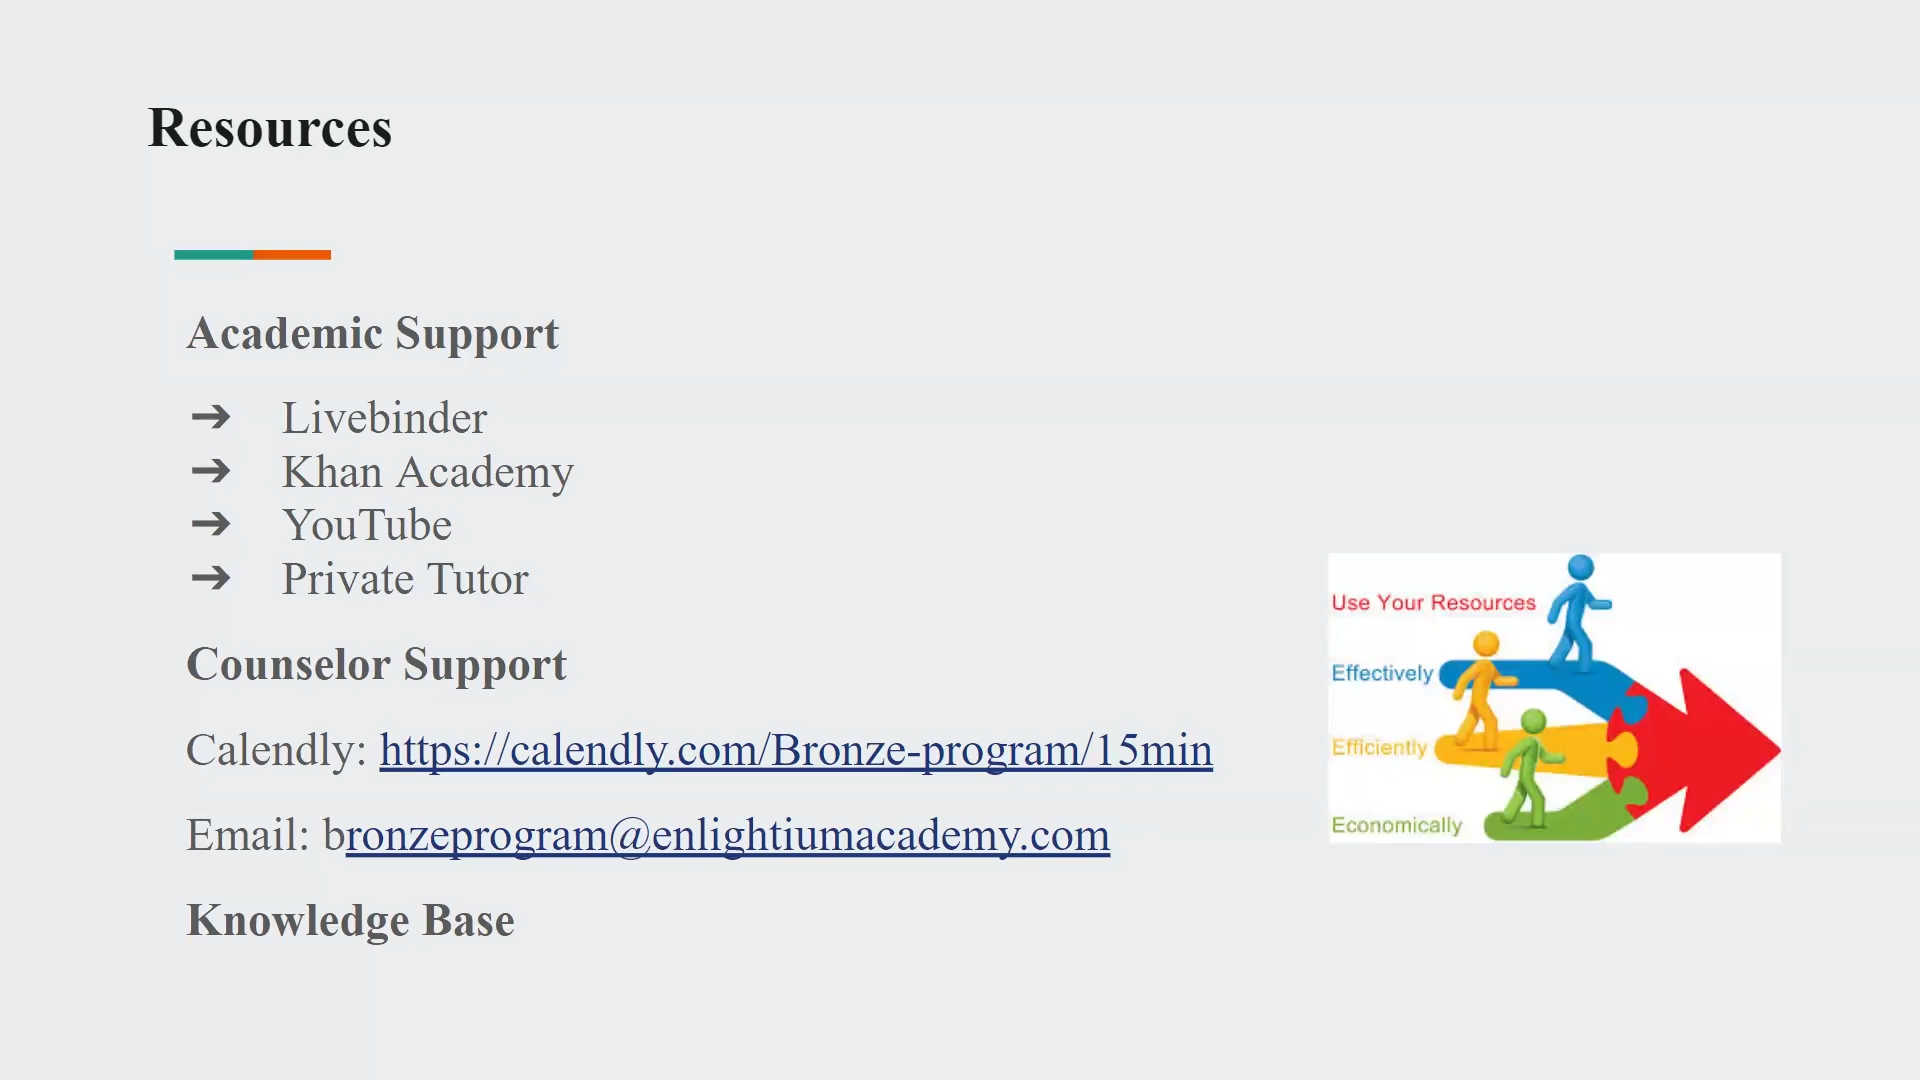 Resources
Academic Support
➔ Livebinder
➔ Khan Academy
➔ YouTube
➔ Private Tutor
Counselor Support
Calendly: https://calendly.com/Bronze-program/15min
Email: bronzeprogram@enlightiumacademy.com
Knowledge Base
Use Your Resources
Effectively
Efficiently
Economically